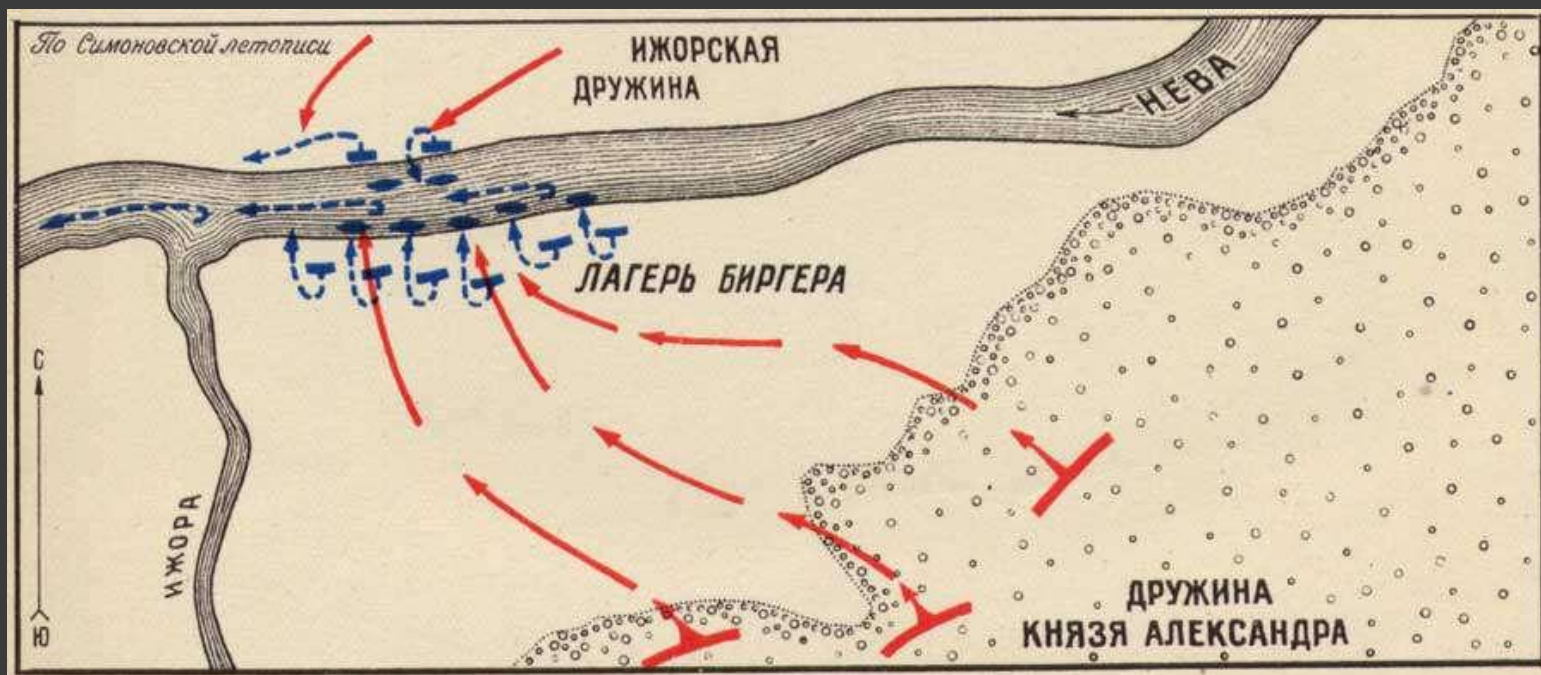 По Симоновской летописи
ИЖОРСКАЯ
ДРУЖИНА
НЕВА
ЛАГЕРЬ БИРГЕРА
С
ИЖОРА
Ю
ДРУЖИНА
КНЯЗЯ АЛЕКСАНДРА